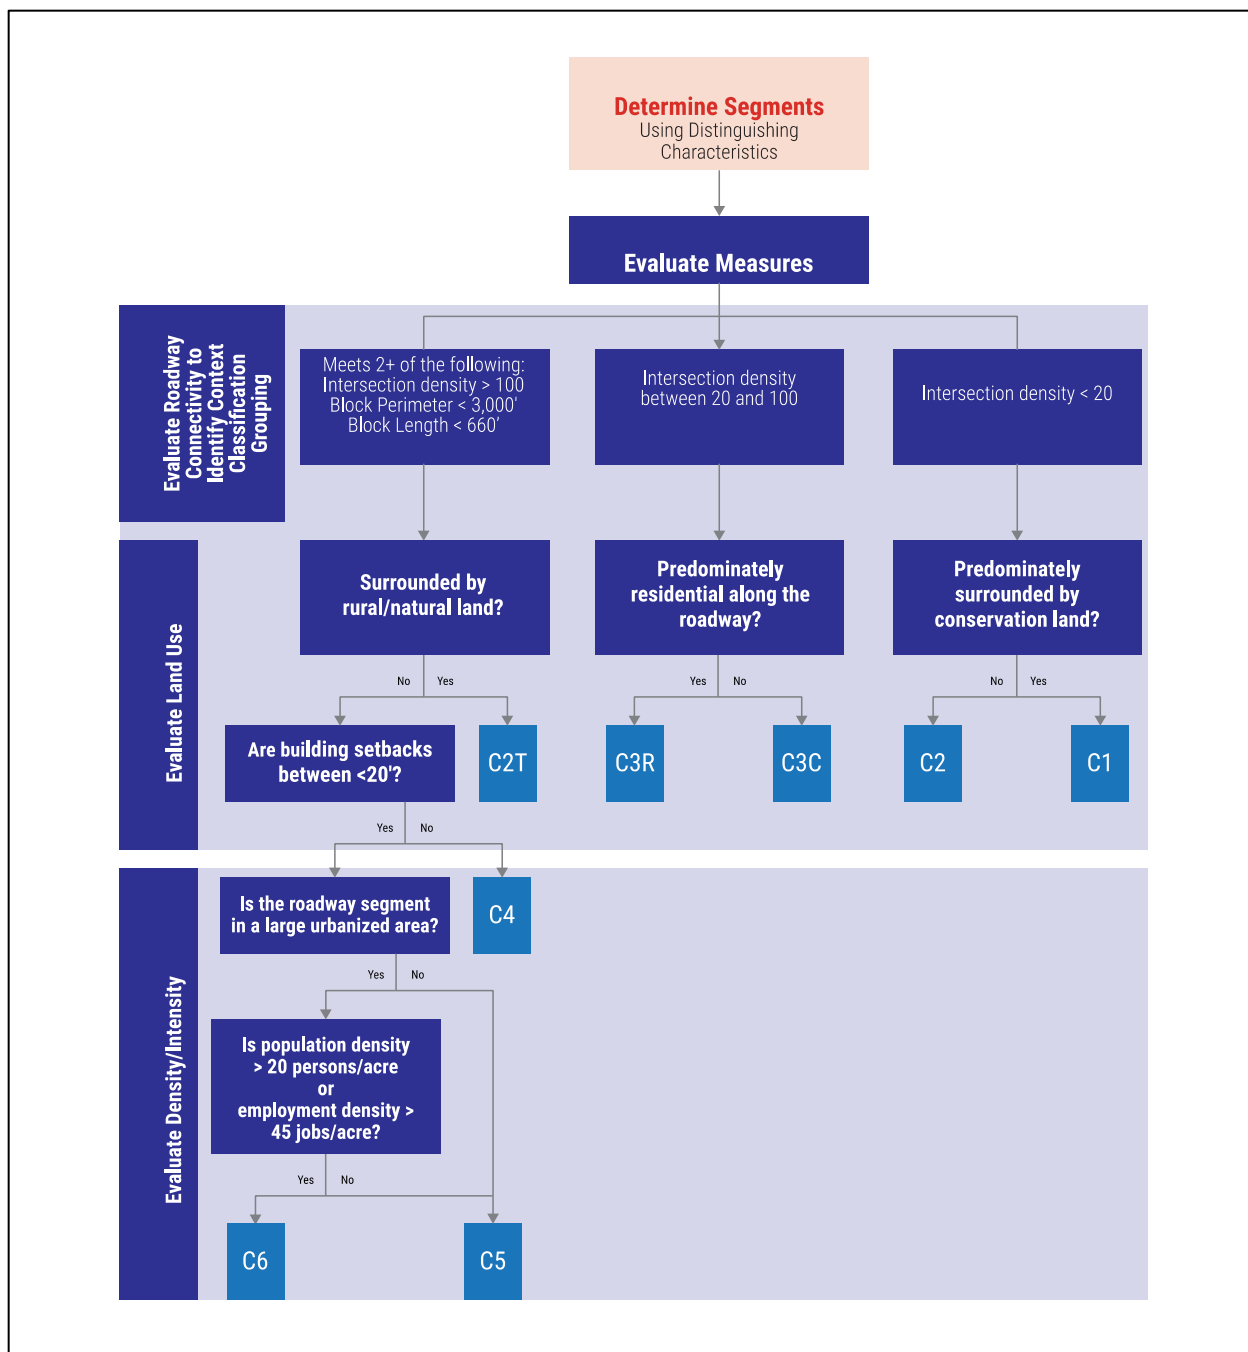 Determine Segments
Using Distinguishing
Characteristics
Evaluate Measures
Evaluate Roadway
Connectivity to
Identify Context
Classification
Grouping
Meets 2+ of the following:
Intersection density > 100
Block Perimeter < 3,000'
Block Length < 660’
Intersection density
between 20 and 100
Intersection density < 20
Evaluate Land Use
Surrounded by
rural/natural land?
Predominately
residential along the
roadway?
Predominately
surrounded by
conservation land?
No
Yes
Yes
No
No
Yes
Are building setbacks
between <20'?
C2T
C3R
C3C
C2
C1
Yes
No
Evaluate Density/Intensity
Is the roadway segment
in a large urbanized area?
C4
Yes
No
Is population density
> 20 persons/acre
or
employment density >
45 jobs/acre?
Yes
No
C6
C5